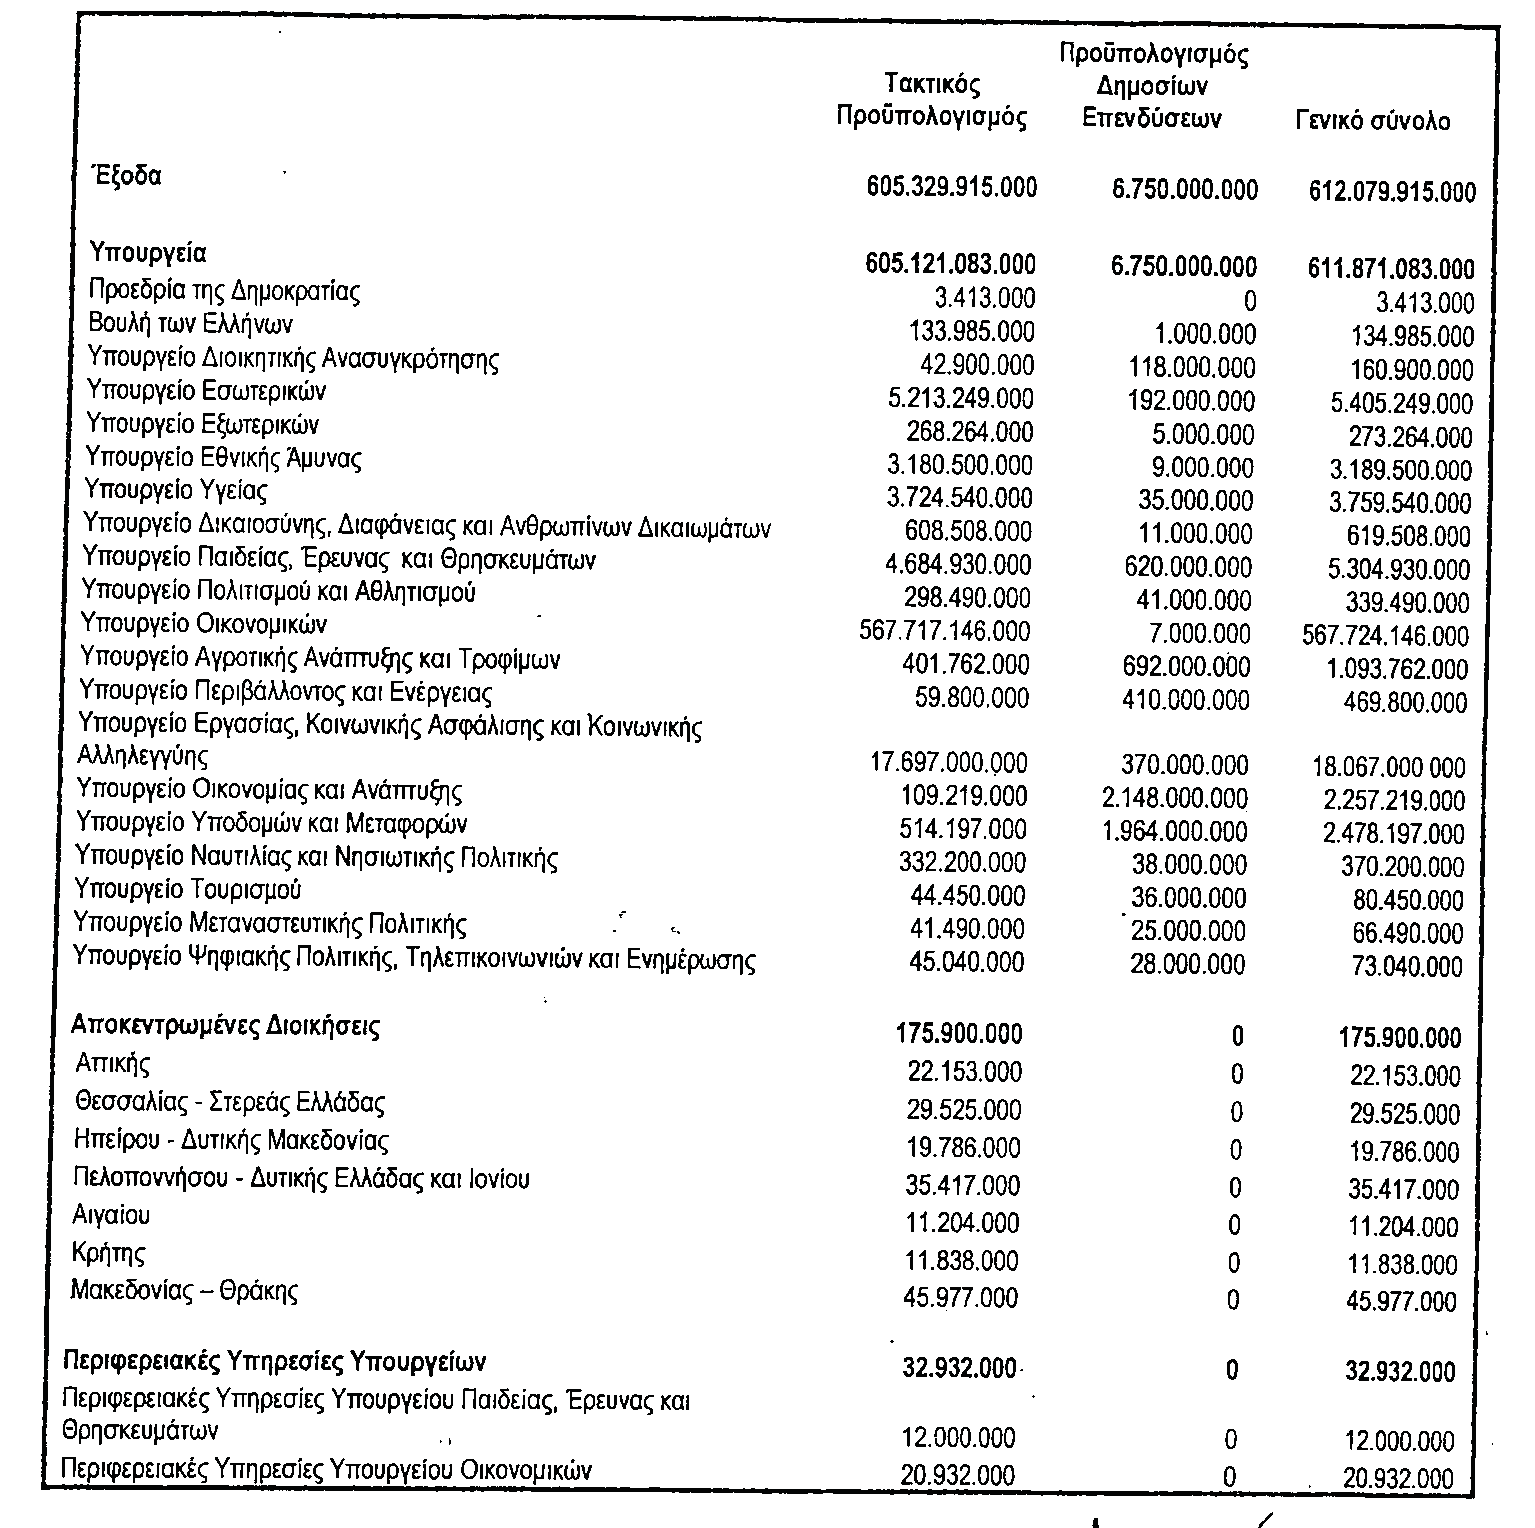 Τακτικός Προϋπολογισμός Προϋπολογισμός Δημοσίων Επενδύσεων Γενικό σύνολο
Έξοδα 605.329.915.000 6.750.000.000 612.079.915.000
Υπουργεία 605.121.083.000 6.750.000.000 611.871.083.000
Προεδρία της Δημοκρατίας 3.413.000 0 3.413.000
Βουλή των Ελλήνων 133.985.000 1.000.000 134.985.000
Υπουργείο Διοικητικής Ανασυγκρότησης 42.900.000 118.000.000 160.900.000
Υπουργείο Εσωτερικών 5.213.249.000 192.000.000 5.405.249.000
Υπουργείο Εξωτερικών 268.264.000 5.000.000 273.264.000
Υπουργείο Εθνικής Άμυνας 3.180.500.000 9.000.000 3.189.500.000
Υπουργείο Υγείας 3.724.540.000 35.000.000 3.759.540.000
Υπουργείο Δικαιοσύνης, Διαφάνειας και Ανθρωπίνων Δικαιωμάτων 608.508.000 11.000.000 619.508.000
Υπουργείο Παιδείας, Έρευνας και Θρησκευμάτων 4.684.930.000 620.000.000 5.304.930.000
Υπουργείο Πολιτισμού και Αθλητισμού 298.490.000 41.000.000 339.490.000
Υπουργείο Οικονομικών 567.717.146.000 7.000.000 567.724.146.000
Υπουργείο Αγροτικής Ανάπτυξης και Τροφίμων 401.762.000 692.000.000 1.093.762.000
Υπουργείο Περιβάλλοντος και Ενέργειας 59.800.000 410.000.000 469.800.000
Υπουργείο Εργασίας, Κοινωνικής Ασφάλισης και Κοινωνικής
Αλληλεγγύης 17.697.000.000 370.000.000 18.067.000 000
Υπουργείο Οικονομίας και Ανάπτυξης 109.219.000 2.148.000.000 2.257.219.000
Υπουργείο Υποδομών και Μεταφορών 514.197.000 1.964.000.000 2.478.197.000
Υπουργείο Ναυτιλίας και Νησιωτικής Πολιτικής 332.200.000 38.000.000 370.200.000
Υπουργείο Τουρισμού 44.450.000 36.000.000 80.450.000
Υπουργείο Μεταναστευτικής Πολιτικής 41.490.000 25.000.000 66.490.000
Υπουργείο Ψηφιακής Πολιτικής, Τηλεπικοινωνιών και Ενημέρωσης 45.040.000 28.000.000 73.040.000
Αποκεντρωμένες Διοικήσεις 175.900.000 0 175.900.000
Αττικής 22.153.000 0 22.153.000
Θεσσαλίας - Στερεάς Ελλάδας 29.525.000 0 29.525.000
Ηπείρου - Δυτικής Μακεδονίας 19.786.000 0 19.786.000
Πελοποννήσου - Δυτικής Ελλάδας και Ιονίου 35.417.000 0 35.417.000
Αιγαίου 11.204.000 0 11.204.000
Κρήτης 11.838.000 0 11.838.000
Μακεδονίας – Θράκης 45.977.000 0 45.977.000
Περιφερειακές Υπηρεσίες Υπουργείων 32.932.000 0 32.932.000
Περιφερειακές Υπηρεσίες Υπουργείου Παιδείας, Έρευνας και
Θρησκευμάτων 12.000.000 0 12.000.000
Περιφερειακές Υπηρεσίες Υπουργείου Οικονομικών 20.932.000 0 20.932.000